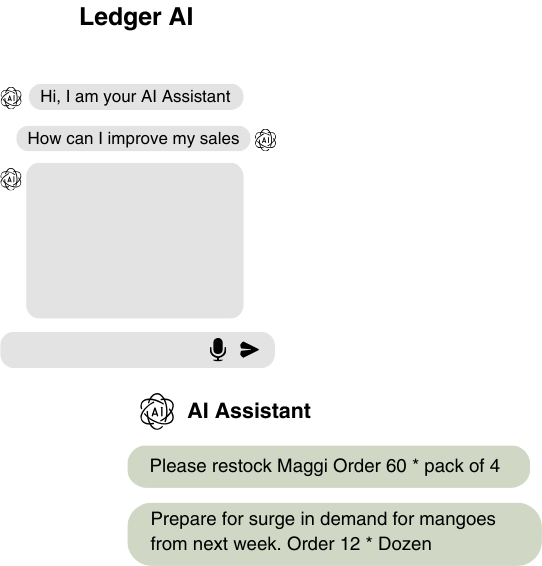 Ledger AI
AI
Hi, I am your AI Assistant
How can I improve my sales
AI
AI
AI
AI Assistant
Please restock Maggi Order 60 * pack of 4
Prepare for surge in demand for mangoes
from next week. Order 12 * Dozen